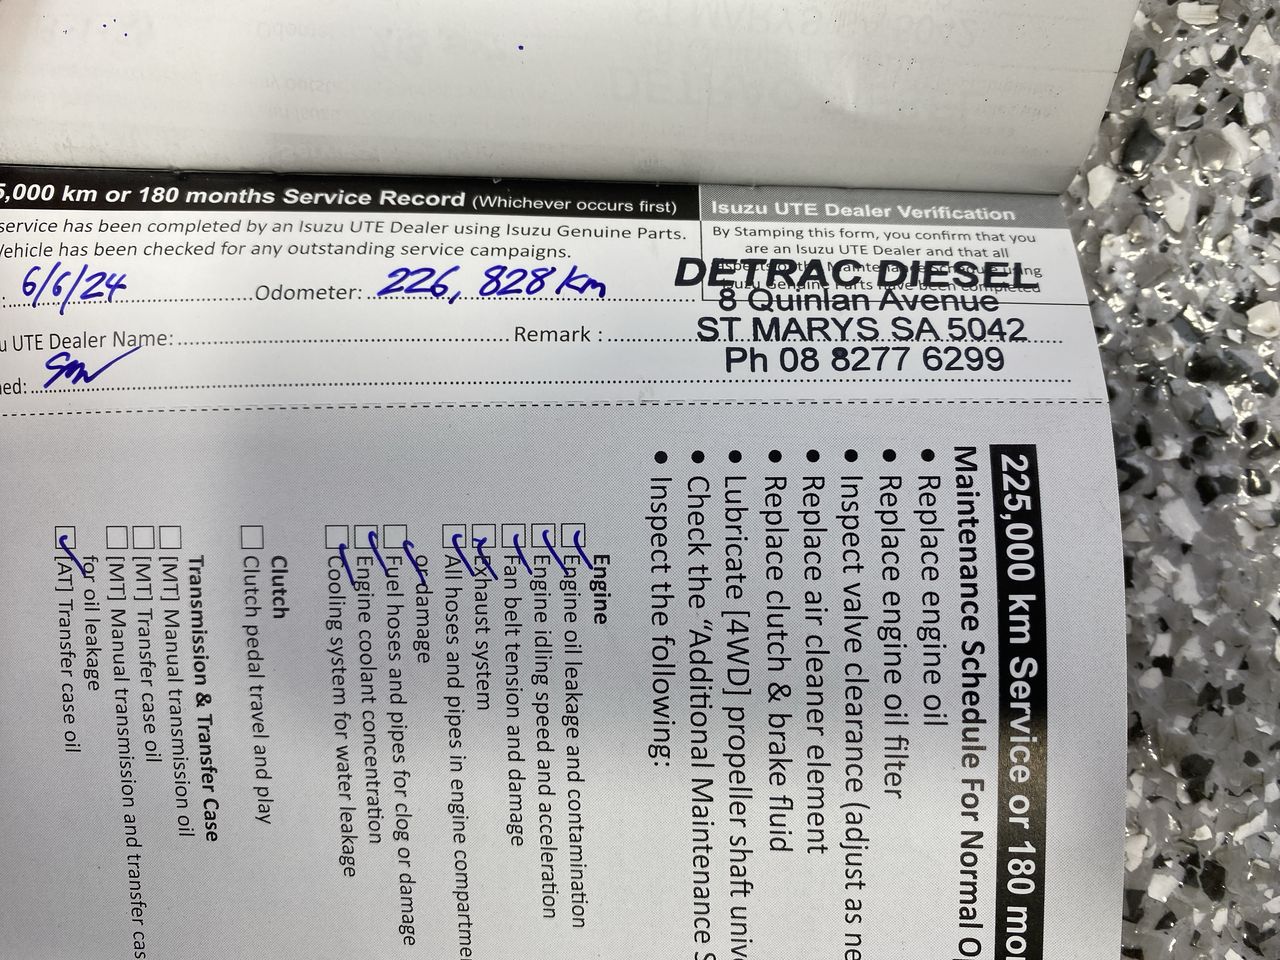 5,000 km or 180 months Service Record (Whichever occurs first)
service has been completed by an Isuzu UTE Dealer using Isuzu Genuine Parts.
Vehicle has been checked for any outstanding service campaigns.
6/6/24 Odometer: 226,828 km
UTE Dealer Name: Remark :
Isuzu UTE Dealer Verification
By Stamping this form, you confirm that you
are an Isuzu UTE Dealer and that all
DETRAC DIESEL
8 Quinlan Avenue
ST MARYS SA 5042
Ph 08 8277 6299
225,000 km Service or 180 mo
Maintenance Schedule For Normal O
• Replace engine oil
• Replace engine oil filter
• Inspect valve clearance (adjust as ne
• Replace air cleaner element
• Replace clutch & brake fluid
• Lubricate [4WD] propeller shaft univ
• Check the “Additional Maintenance S
• Inspect the following:
Engine
Engine oil leakage and contamination
Engine idling speed and acceleration
Fan belt tension and damage
Exhaust system
All hoses and pipes in engine compartme
or damage
Fuel hoses and pipes for clog or damage
Engine coolant concentration
Cooling system for water leakage
Clutch
Clutch pedal travel and play
Transmission & Transfer Case
[MT] Manual transmission oil
[MT] Transfer case oil
[MT] Manual transmission and transfer cas
for oil leakage
[AT] Transfer case oil